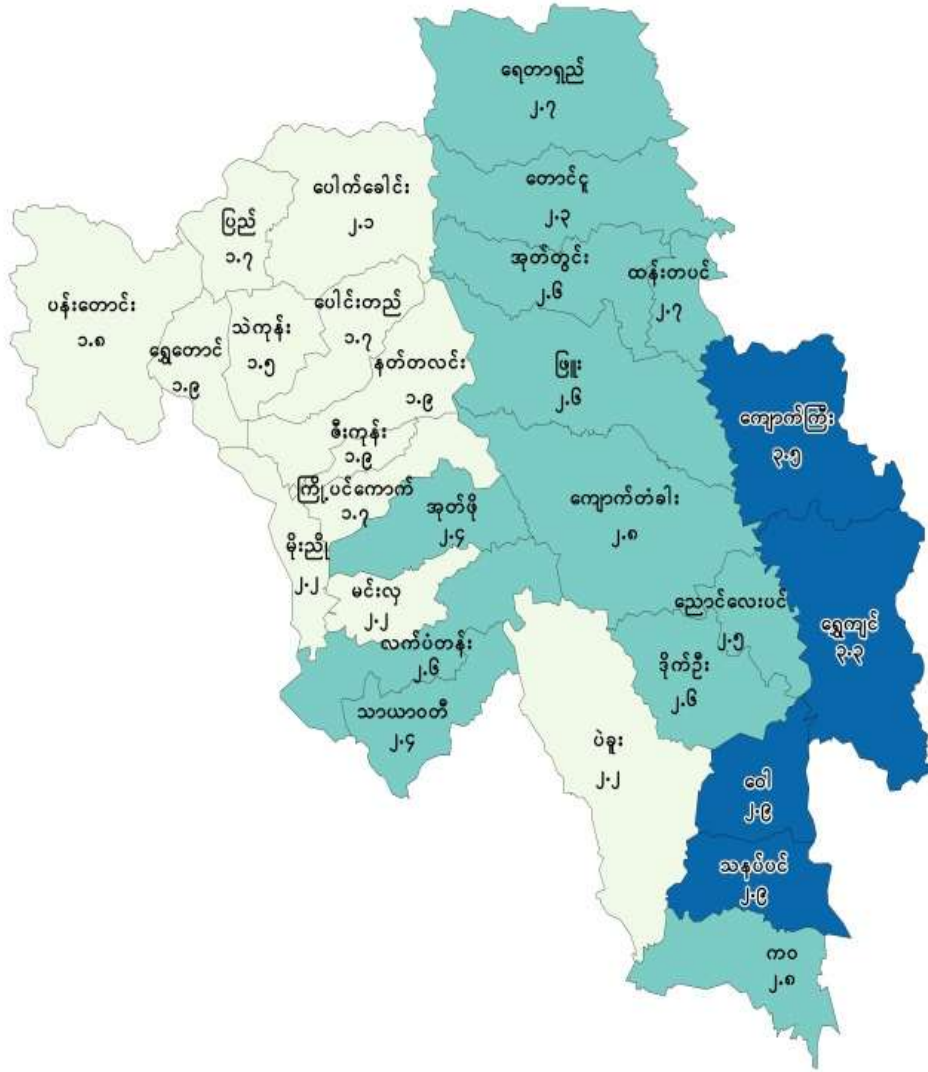 ရေတာရှည်
၂.၇
တောင်ငူ
၂.၃
ပေါက်ခေါင်း
၂.၁
ပြည်
၁.၇
အုတ်တွင်း
၂.၆
ထန်းတပင်
၂.၇
ပန်းတောင်း
၁.၈
ရွှေတောင်
၁.၉
သဲကုန်း
၁.၅
ပေါင်းတည်
၁.၇
နတ်တလင်း
၁.၉
ဖြူး
၂.၆
ကျောက်ကြီး
၃.၅
ဇီးကုန်း
၁.၉
ကြို့ပင်ကောက်
၁.၇
အုတ်ဖို
၂.၄
ကျောက်တံခါး
၂.၈
မိုးညို
၂.၂
မင်းလှ
၂.၂
ညောင်လေးပင်
၂.၅
ရွှေကျင်
၃.၃
လက်ပံတန်း
၂.၆
ဒိုက်ဦး
၂.၆
သာယာဝတီ
၂.၄
ပဲခူး
၂.၂
ဝေါ
၂.၉
သနပ်ပင်
၂.၉
ကဝ
၂.၈